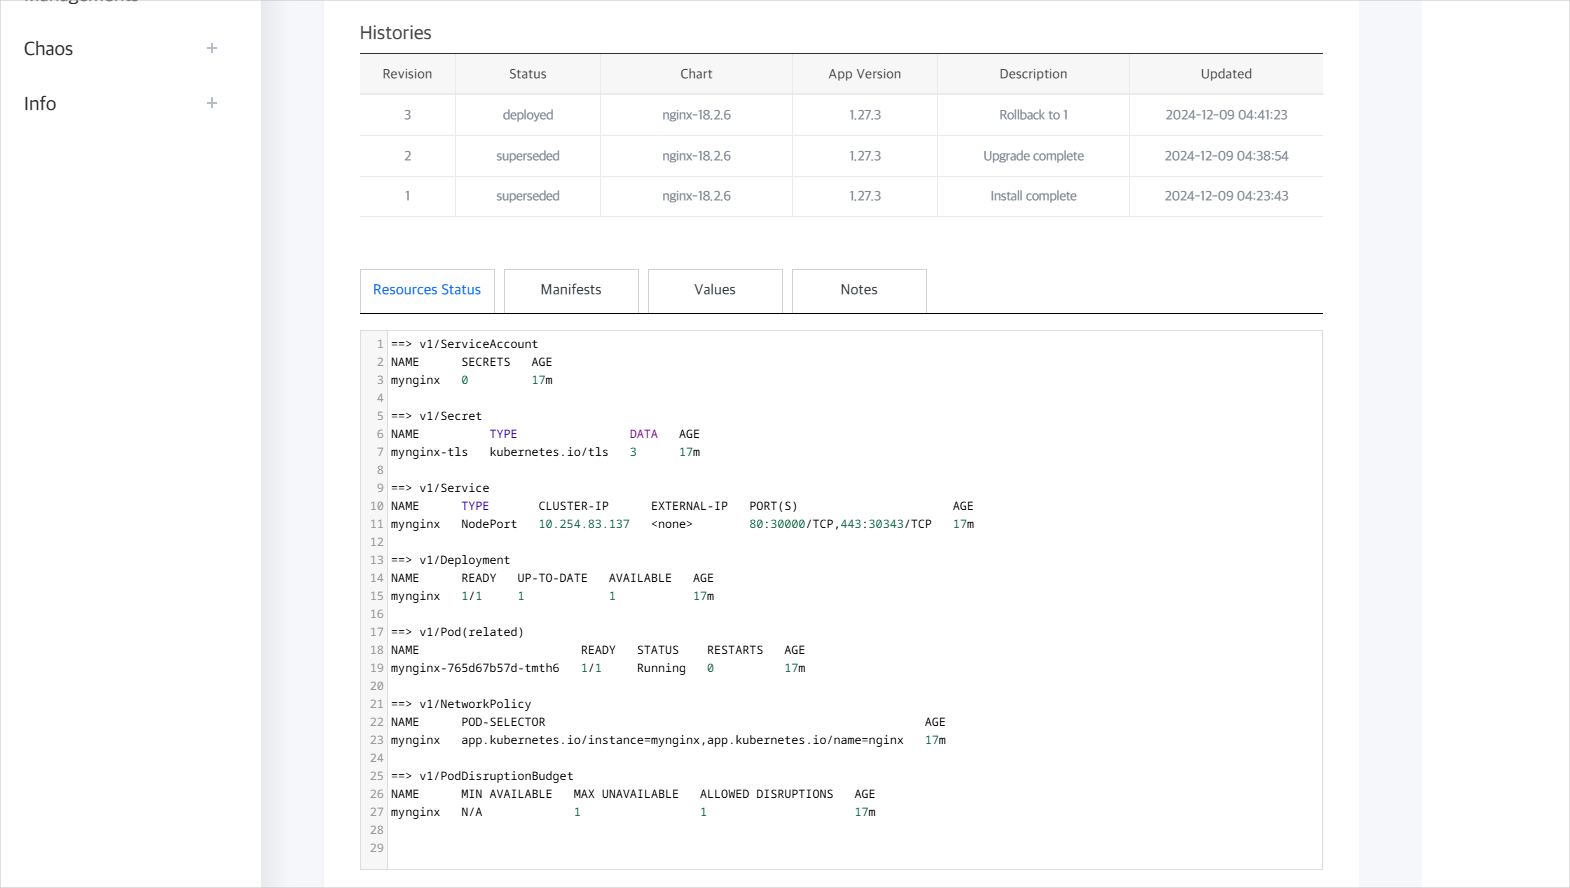 Managements
Chaos +
Info +
Histories
Revision Status Chart App Version Description Updated
3 deployed nginx-18.2.6 1.27.3 Rollback to 1 2024-12-09 04:41:23
2 superseded nginx-18.2.6 1.27.3 Upgrade complete 2024-12-09 04:38:54
1 superseded nginx-18.2.6 1.27.3 Install complete 2024-12-09 04:23:43
Resources Status Manifests Values Notes
1 ==> v1/ServiceAccount
2 NAME SECRETS AGE
3 mynginx 0 17m
4
5 ==> v1/Secret
6 NAME TYPE DATA AGE
7 mynginx-tls kubernetes.io/tls 3 17m
8
9 ==> v1/Service
10 NAME TYPE CLUSTER-IP EXTERNAL-IP PORT(S) AGE
11 mynginx NodePort 10.254.83.137 <none> 80:30000/TCP,443:30343/TCP 17m
12
13 ==> v1/Deployment
14 NAME READY UP-TO-DATE AVAILABLE AGE
15 mynginx 1/1 1 1 17m
16
17 ==> v1/Pod(related)
18 NAME READY STATUS RESTARTS AGE
19 mynginx-765d67b57d-tmth6 1/1 Running 0 17m
20
21 ==> v1/NetworkPolicy
22 NAME POD-SELECTOR AGE
23 mynginx app.kubernetes.io/instance=mynginx,app.kubernetes.io/name=nginx 17m
24
25 ==> v1/PodDisruptionBudget
26 NAME MIN AVAILABLE MAX UNAVAILABLE ALLOWED DISRUPTIONS AGE
27 mynginx N/A 1 1 17m
28
29